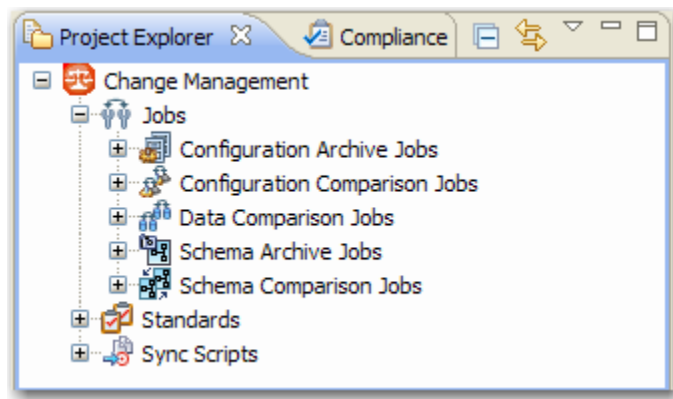 Project Explorer Compliance
Change Management
Jobs
Configuration Archive Jobs
Configuration Comparison Jobs
Data Comparison Jobs
Schema Archive Jobs
Schema Comparison Jobs
Standards
Sync Scripts